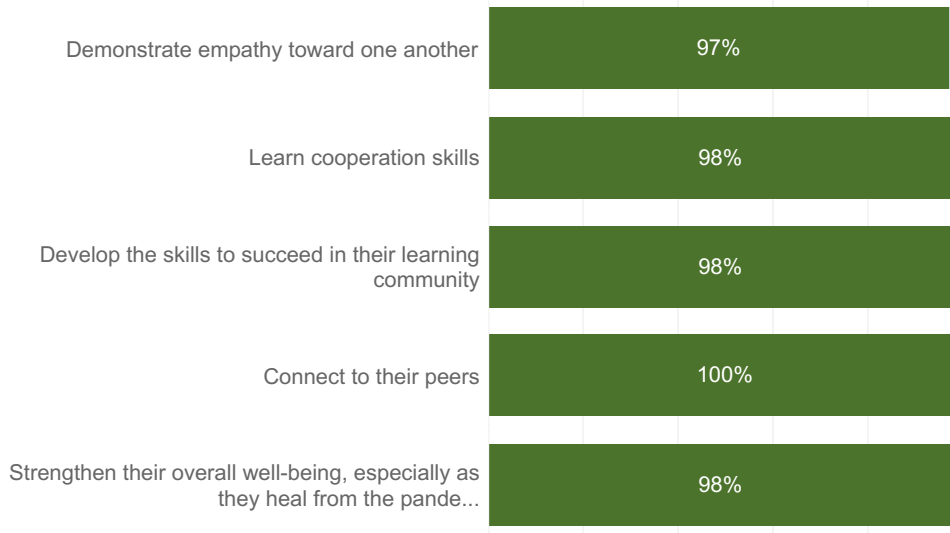 Demonstrate empathy toward one another
97%
Learn cooperation skills
98%
Develop the skills to succeed in their learning
community
98%
Connect to their peers
100%
Strengthen their overall well-being, especially as
they heal from the pande...
98%